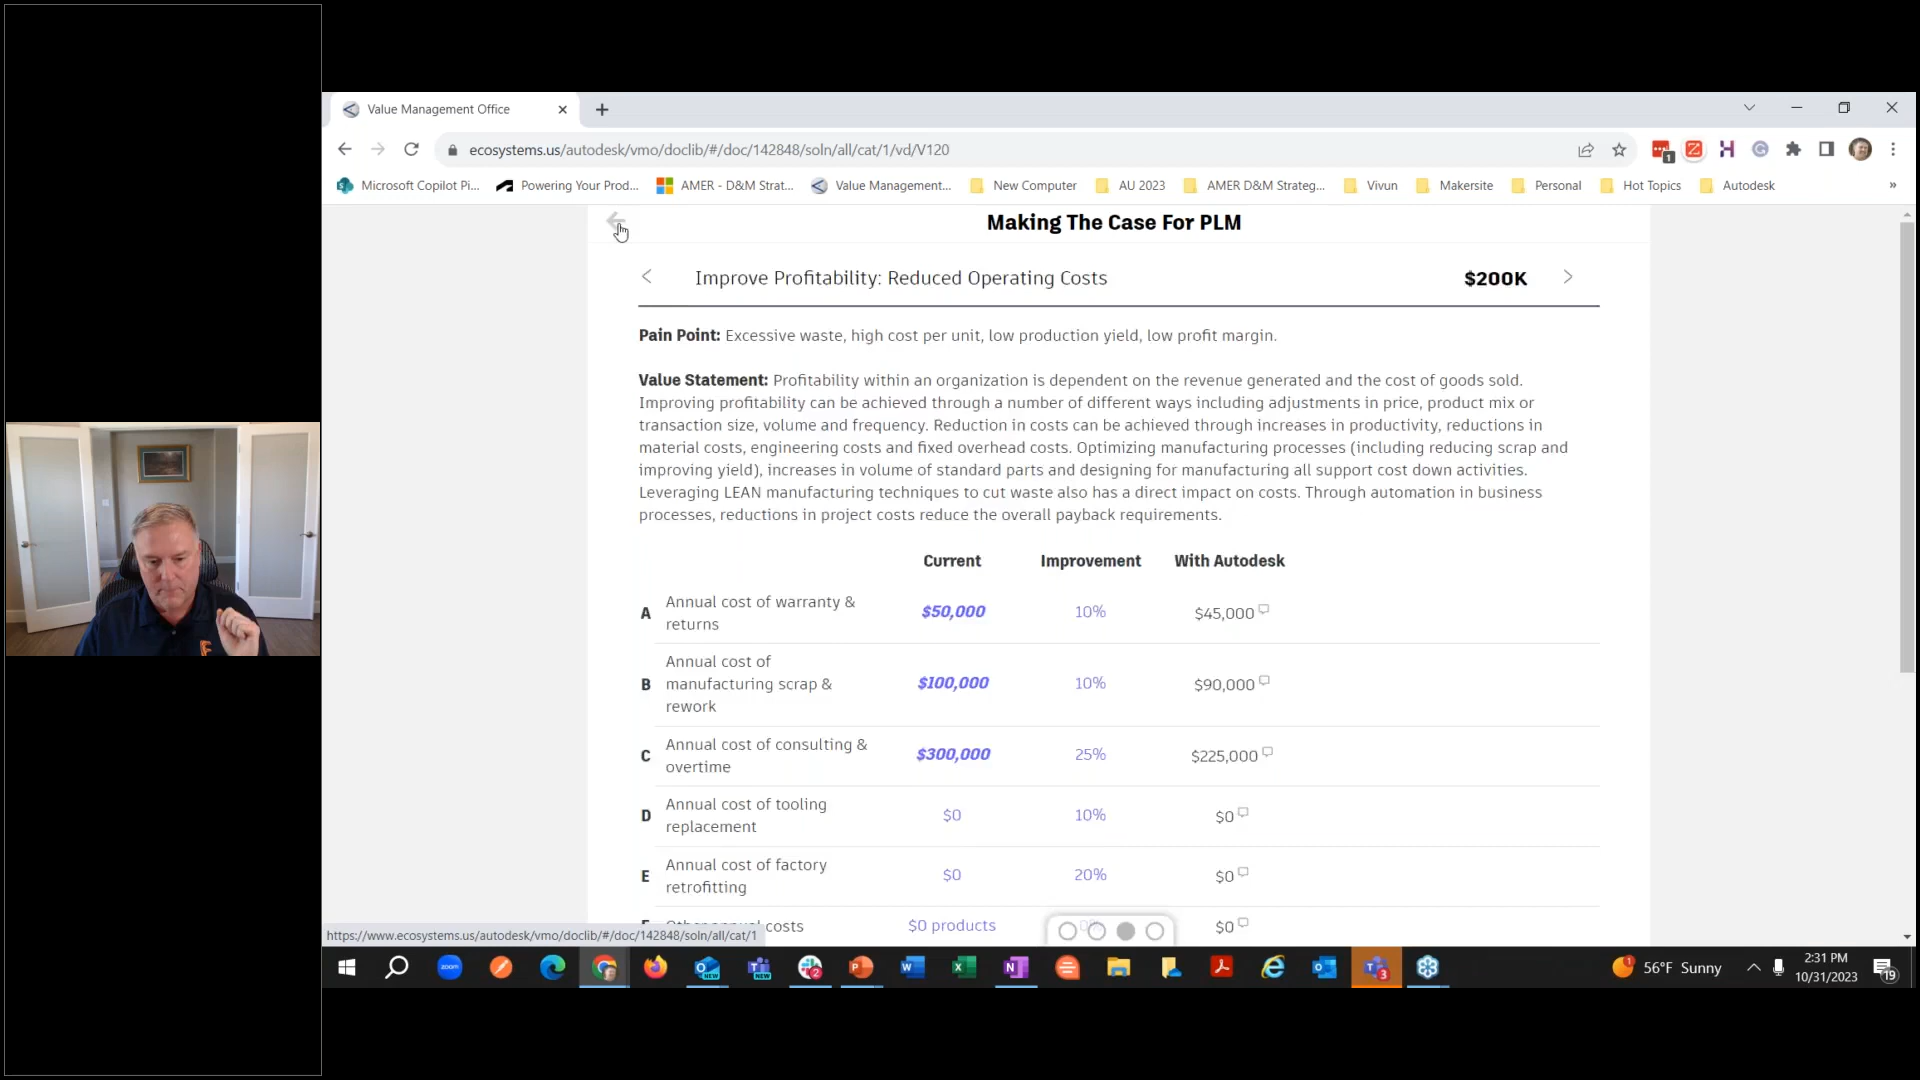 Value Management Office
ecosystems.us/autodesk/vmo/doclib/#/doc/142848/soln/all/cat/1/vd/V120
1
Microsoft Copilot Pi...
Powering Your Prod...
AMER - D&M Strat...
Value Management...
New Computer
AU 2023
AMER D&M Strateg...
Vivun
Makersite
Personal
Hot Topics
Autodesk
»
Making The Case For PLM
Improve Profitability: Reduced Operating Costs $200K
Pain Point: Excessive waste, high cost per unit, low production yield, low profit margin.
Value Statement: Profitability within an organization is dependent on the revenue generated and the cost of goods sold.
Improving profitability can be achieved through a number of different ways including adjustments in price, product mix or
transaction size, volume and frequency. Reduction in costs can be achieved through increases in productivity, reductions in
material costs, engineering costs and fixed overhead costs. Optimizing manufacturing processes (including reducing scrap and
improving yield), increases in volume of standard parts and designing for manufacturing all support cost down activities.
Leveraging LEAN manufacturing techniques to cut waste also has a direct impact on costs. Through automation in business
processes, reductions in project costs reduce the overall payback requirements.
Current Improvement With Autodesk
A Annual cost of warranty &
returns
$50,000 10% $45,000
B Annual cost of
manufacturing scrap &
rework
$100,000 10% $90,000
C Annual cost of consulting &
overtime
$300,000 25% $225,000
D Annual cost of tooling
replacement
$0 10% $0
E Annual cost of factory
retrofitting
$0 20% $0
costs $0 products $0
https://www.ecosystems.us/autodesk/vmo/doclib/#/doc/142848/soln/all/cat/1
zoom
NEW
NEW
2
3
56°F Sunny
2:31 PM
10/31/2023
19